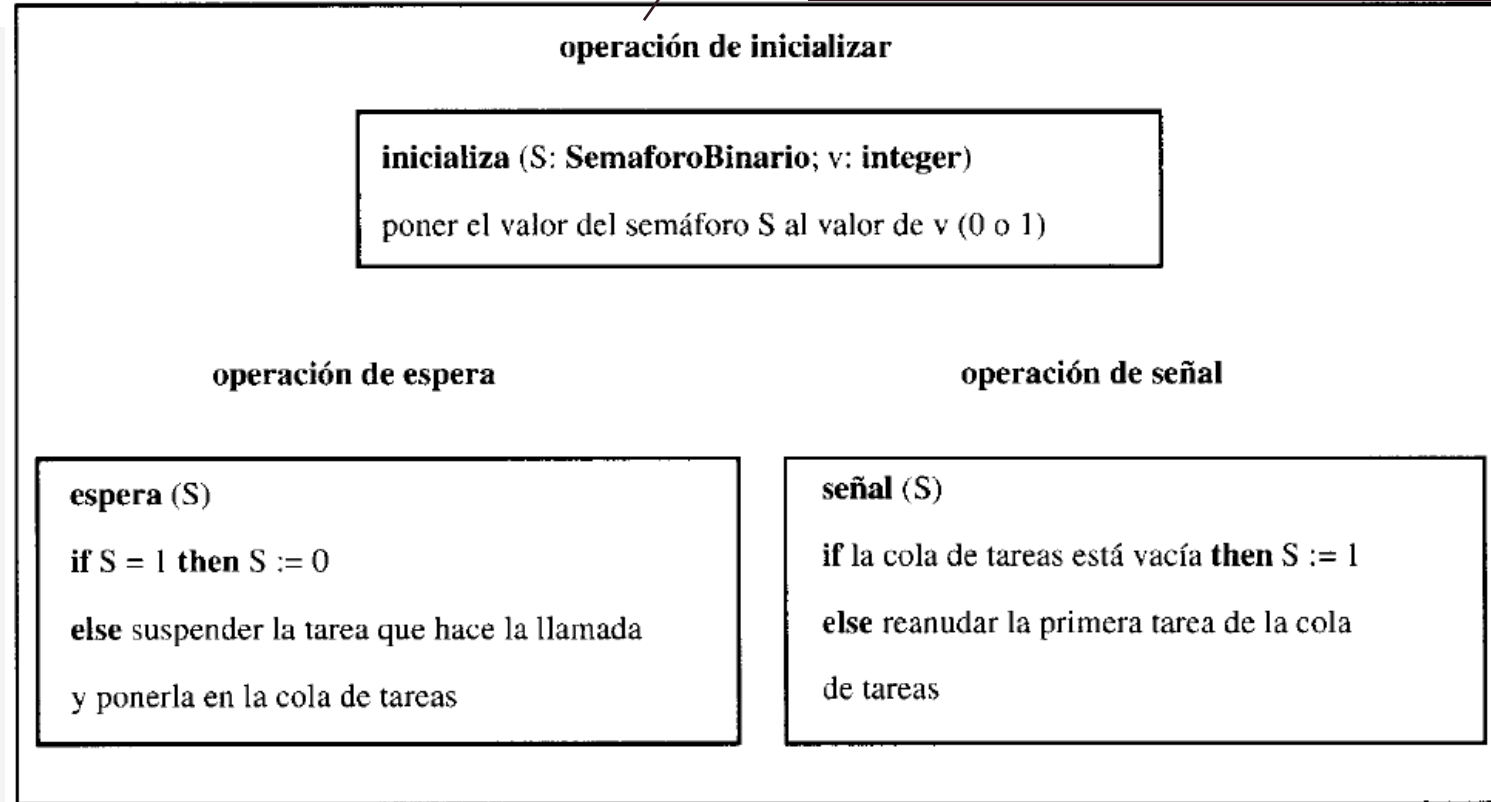 operación de inicializar
inicializa (S: SemaforoBinario; v: integer)
poner el valor del semáforo S al valor de v (0 o 1)
operación de espera
espera (S)
if S = 1 then S := 0
else suspender la tarea que hace la llamada
y ponerla en la cola de tareas
operación de señal
señal (S)
if la cola de tareas está vacía then S := 1
else reanudar la primera tarea de la cola
de tareas